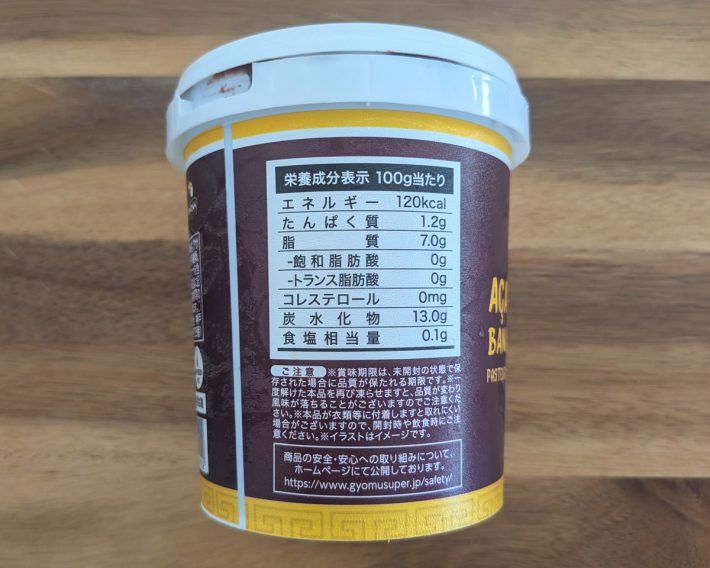 栄養成分表示 100g当たり
エネルギー 120kcal
たんぱく質 1.2g
脂質 7.0g
-飽和脂肪酸 0g
-トランス脂肪酸 0g
コレステロール 0mg
炭水化物 13.0g
食塩相当量 0.1g
ご注意 ※賞味期限は、未開封の状態で保
存された場合に品質が保たれる期限です。※一
度解けた本品を再び凍らせますと、品質が変わり
風味が落ちることがございますのでご注意くだ
さい。※本品が衣類等に付着しますと取れにくい
場合がございますので、開封時や飲食時にご注
意ください。※イラストはイメージです。
商品の安全・安心への取り組みについて、
ホームページにて公開しております。
https://www.gyomusuper.jp/safety/
AÇA
BAN
PASTEU